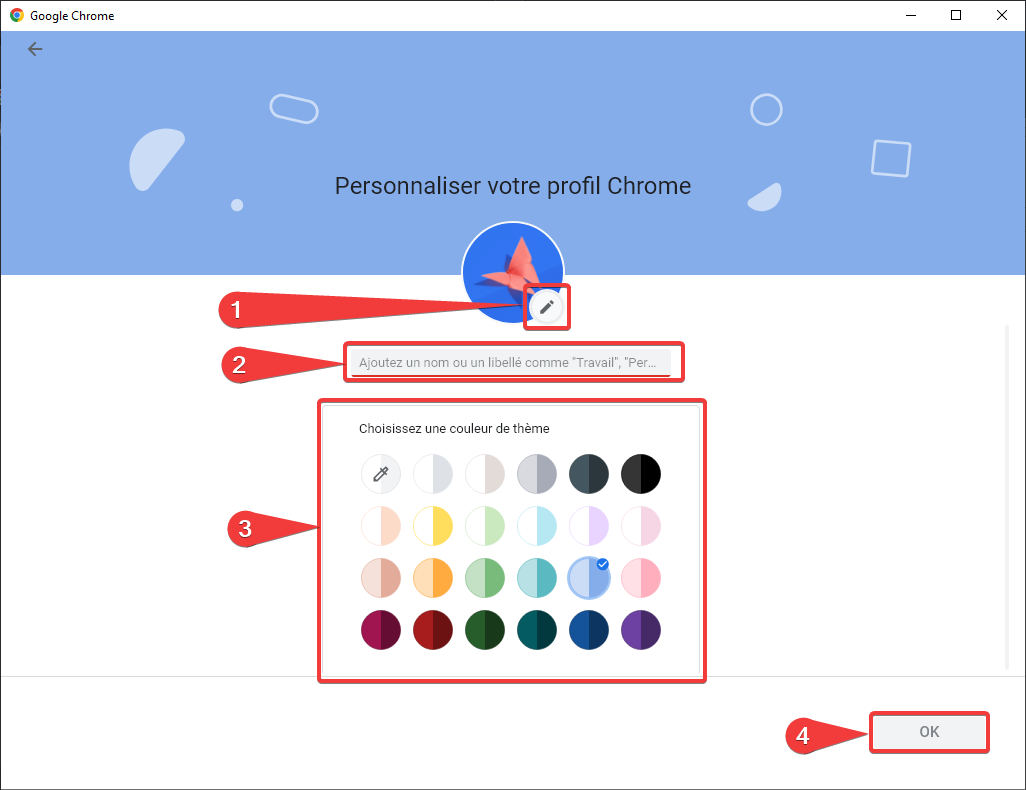 Google Chrome
Personnaliser votre profil Chrome
1
2
Ajoutez un nom ou un libellé comme "Travail", "Per...
Choisissez une couleur de thème
3
4
OK